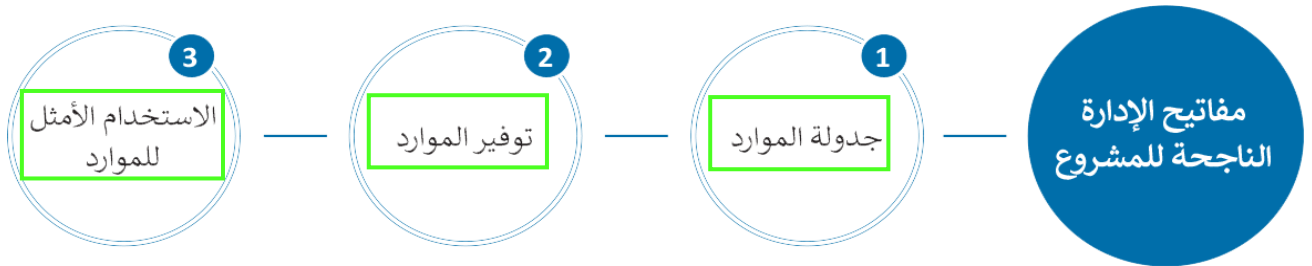 مفاتيح الإدارة
الناجحة للمشروع
1
جدولة الموارد
2
توفير الموارد
3
الاستخدام الأمثل
للموارد